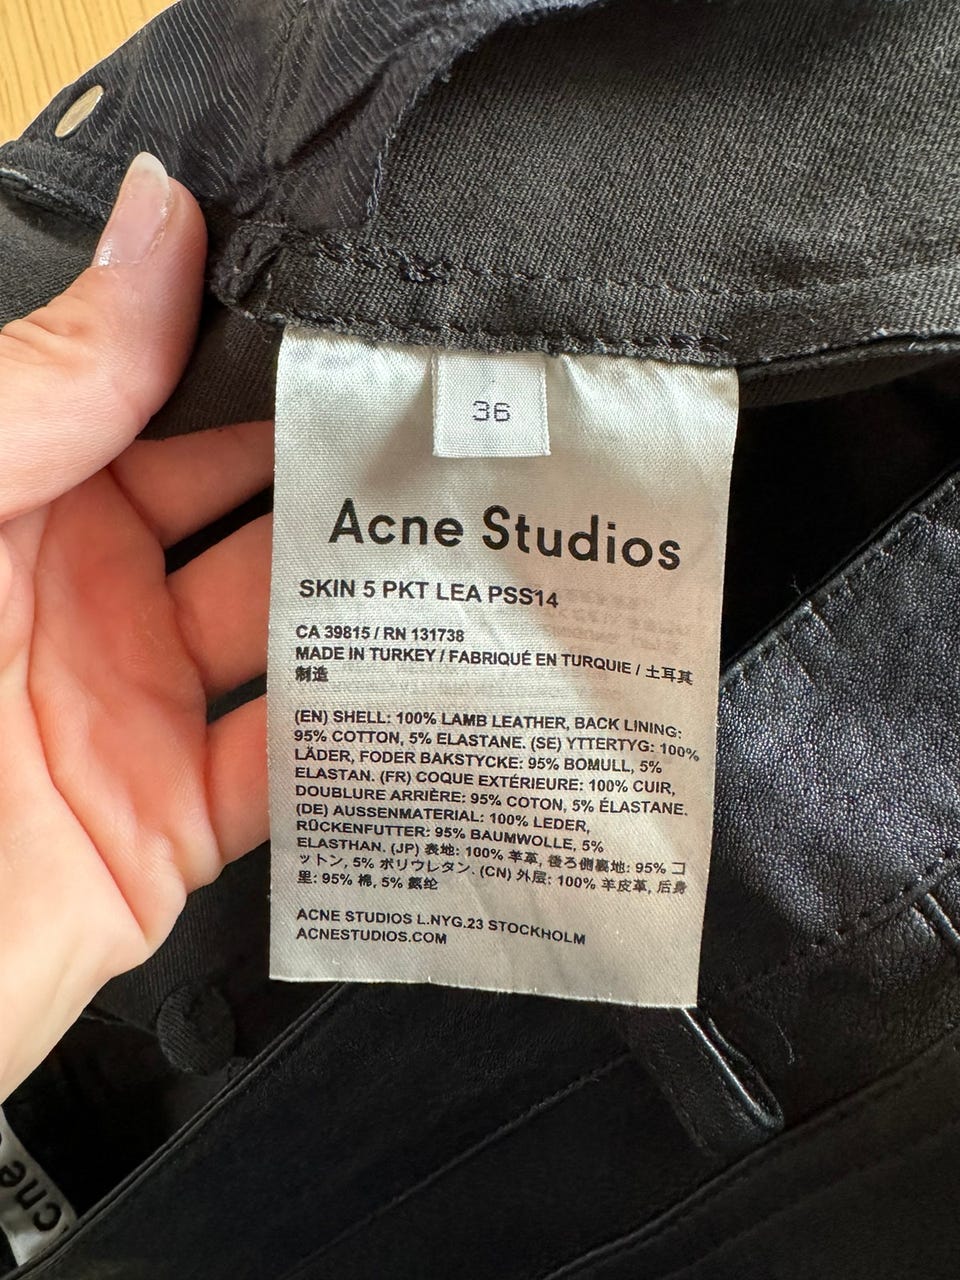 36
Acne Studios
SKIN 5 PKT LEA PSS14
CA 39815 / RN 131738
MADE IN TURKEY / FABRIQUÉ EN TURQUIE / 土耳其
制造
(EN) SHELL: 100% LAMB LEATHER, BACK LINING:
95% COTTON, 5% ELASTANE. (SE) YTTERTYG: 100%
LÄDER, FODER BAKSTYCKE: 95% BOMULL, 5%
ELASTAN. (FR) COQUE EXTÉRIEURE: 100% CUIR,
DOUBLURE ARRIÈRE: 95% COTON, 5% ÉLASTANE.
(DE) AUSSENMATERIAL: 100% LEDER,
RÜCKENFUTTER: 95% BAUMWOLLE, 5%
ELASTHAN. (JP) 表地: 100% 羊革, 後ろ側裏地: 95% コ
ットン, 5% ポリウレタン. (CN) 外层: 100% 羊皮革, 后身
里: 95% 棉, 5% 氨纶
ACNE STUDIOS L.NYG.23 STOCKHOLM
ACNESTUDIOS.COM
cne